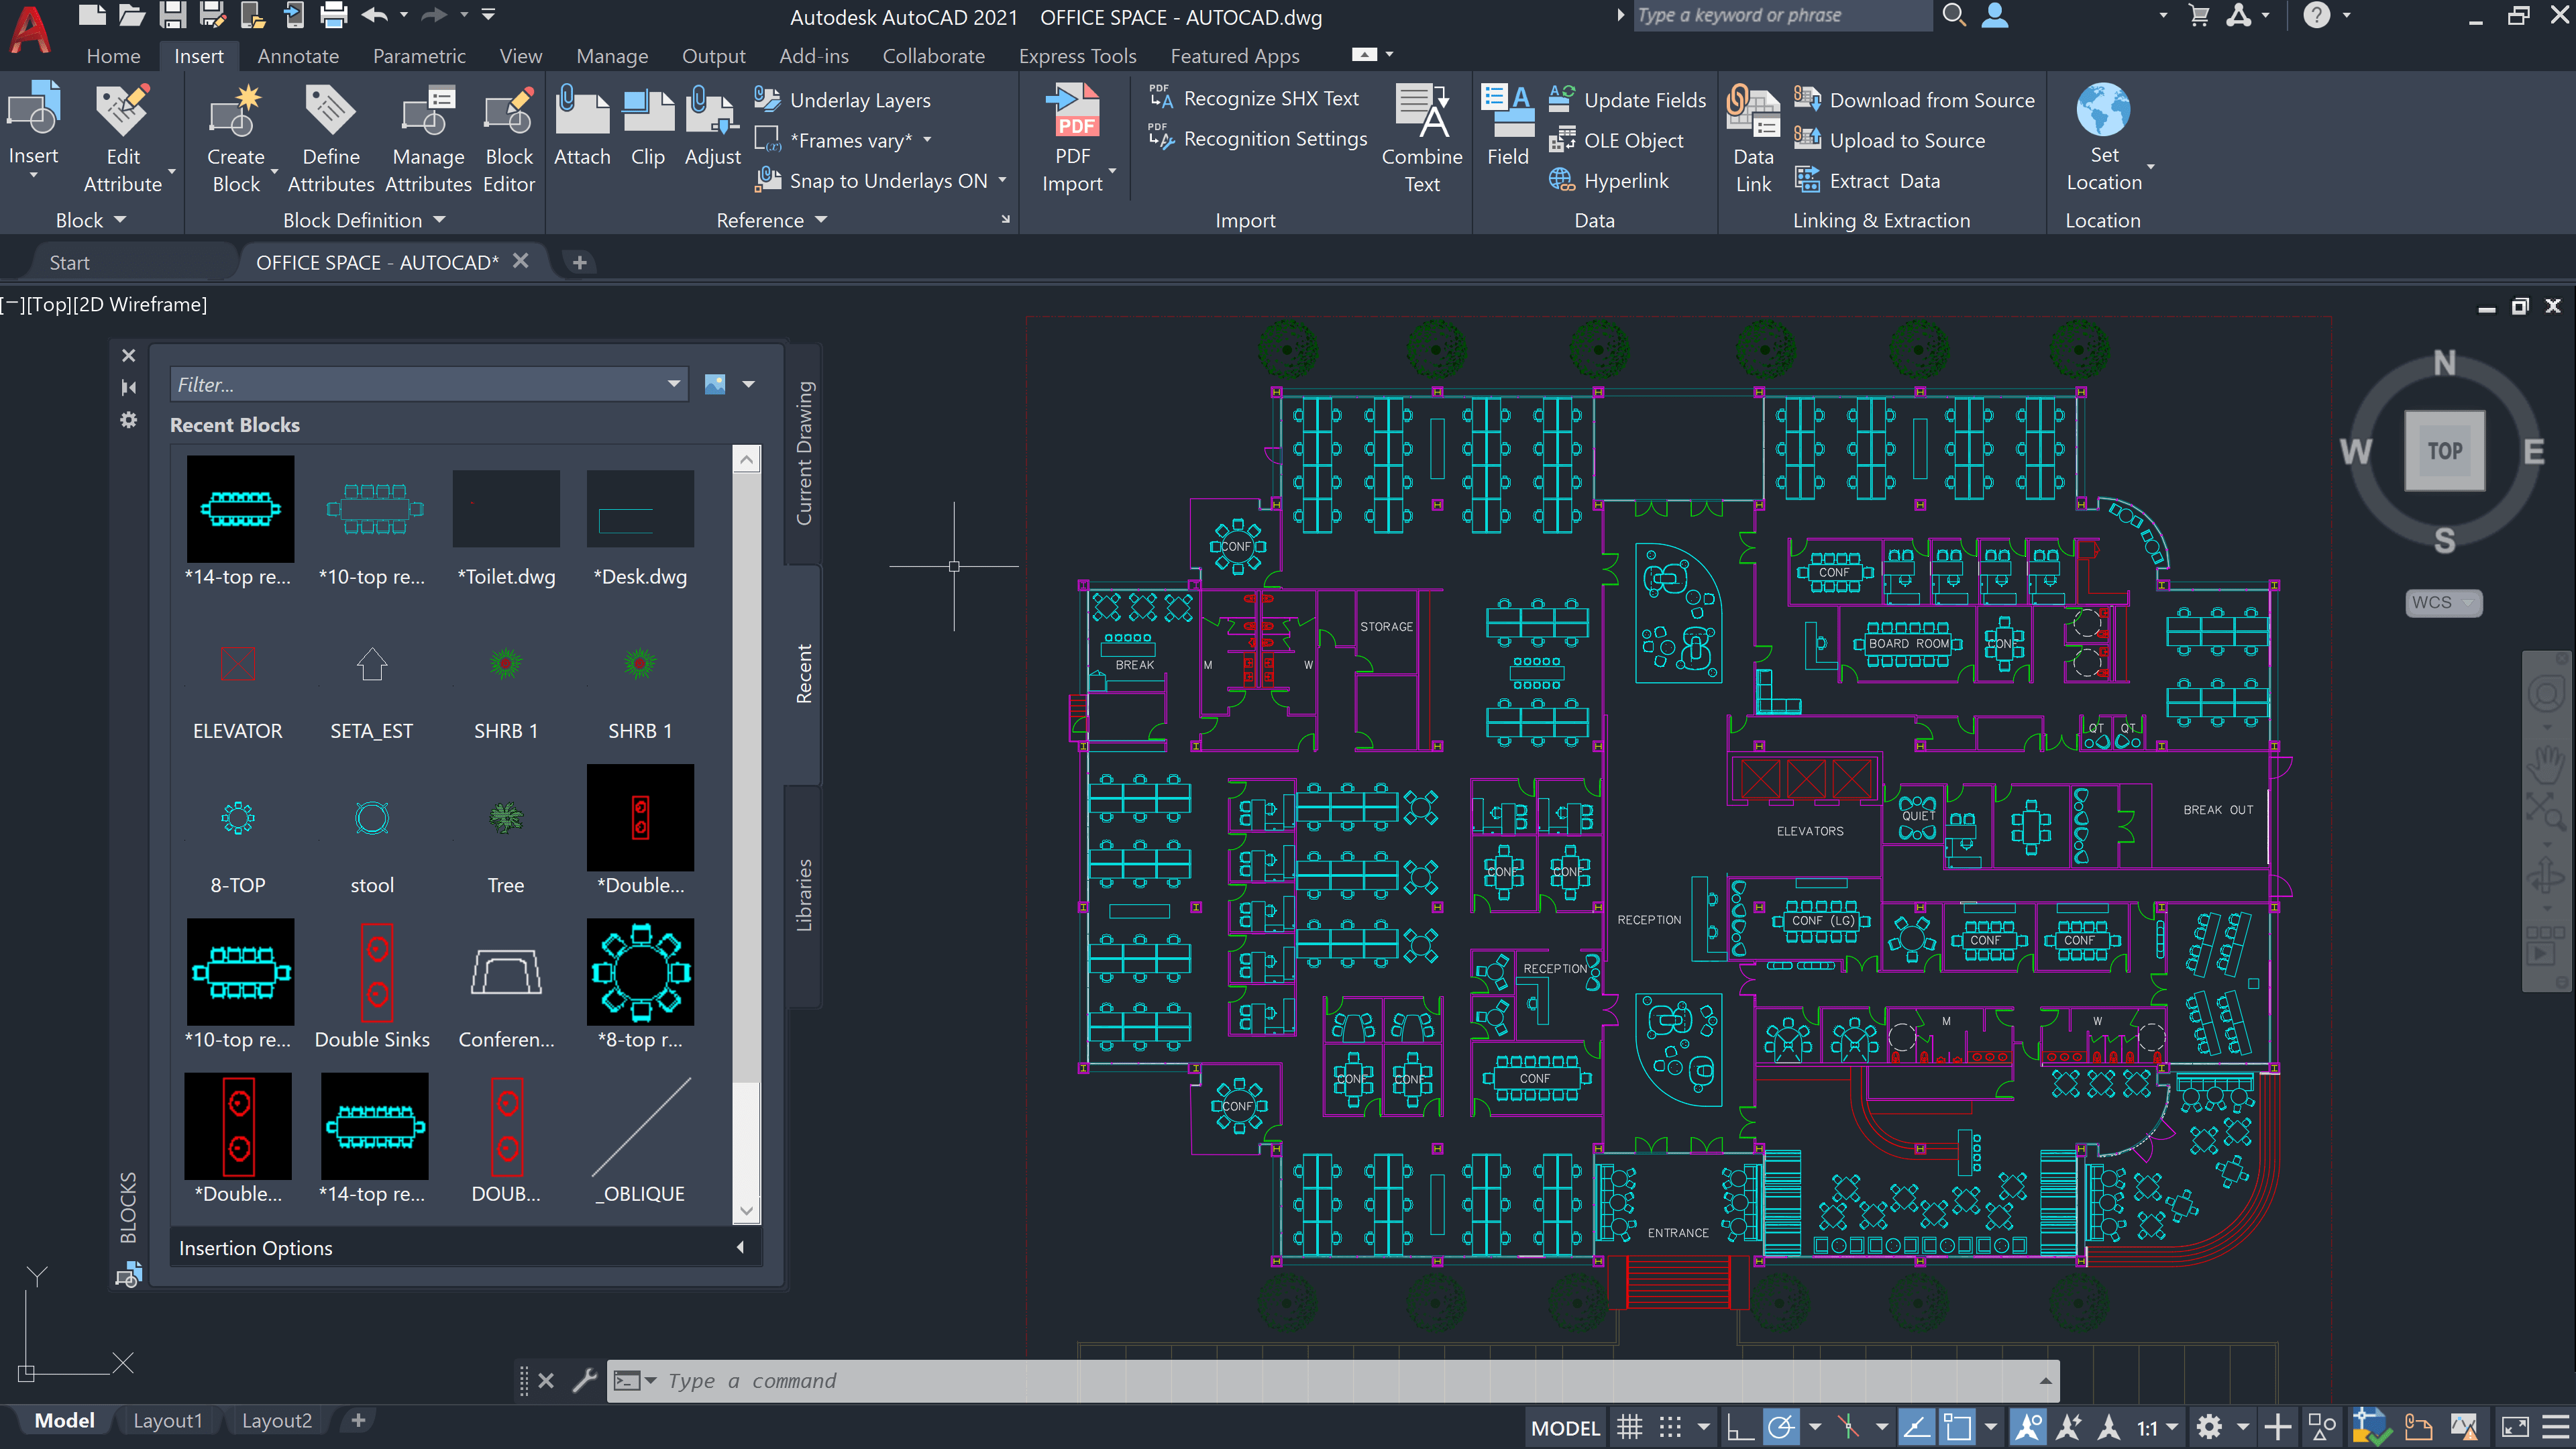 Autodesk AutoCAD 2021 OFFICE SPACE - AUTOCAD.dwg
Type a keyword or phrase
Home Insert Annotate Parametric View Manage Output Add-ins Collaborate Express Tools Featured Apps
Insert
Edit Attribute
Create Block
Define Attributes
Manage Attributes
Block Editor
Attach
Clip
Adjust
Underlay Layers
*Frames vary*
Snap to Underlays ON
PDF
PDF Import
PDF
Recognize SHX Text
PDF
Recognition Settings
Combine Text
Field
Update Fields
OLE Object
Hyperlink
Data Link
Download from Source
Upload to Source
Extract Data
Set Location
Block
Block Definition
Reference
Import
Data
Linking & Extraction
Location
Start
OFFICE SPACE - AUTOCAD*
[−][Top][2D Wireframe]
Filter...
Recent Blocks
*14-top re... *10-top re... *Toilet.dwg *Desk.dwg
ELEVATOR SETA_EST SHRB 1 SHRB 1
8-TOP stool Tree *Double...
*10-top re... Double Sinks Conferen... *8-top r...
*Double... *14-top re... DOUB... _OBLIQUE
Insertion Options
BLOCKS
Current Drawing
Recent
Libraries
N
W TOP E
S
WCS
CONF
CONF
STORAGE
BREAK
M
W
BOARD ROOM
CONF
QT QT
BREAK OUT
QUIET
ELEVATORS
CONF CONF
RECEPTION
CONF (LG)
CONF CONF
RECEPTION
M
W
CONF CONF
CONF
CONF
ENTRANCE
Y
X
Type a command
Model Layout1 Layout2
MODEL
1:1